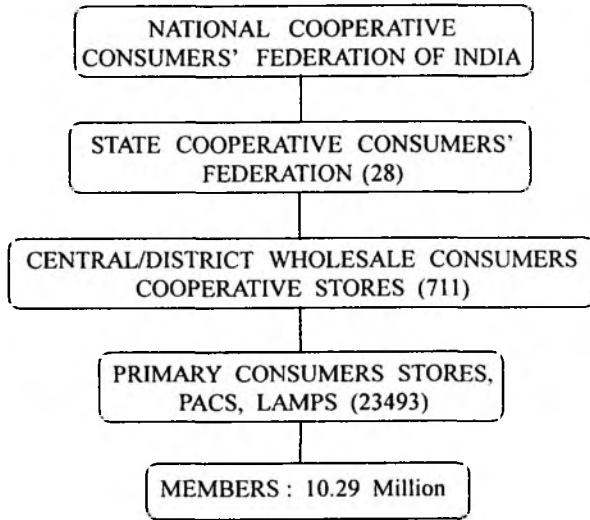 NATIONAL COOPERATIVE
CONSUMERS' FEDERATION OF INDIA
STATE COOPERATIVE CONSUMERS'
FEDERATION (28)
CENTRAL/DISTRICT WHOLESALE CONSUMERS
COOPERATIVE STORES (711)
PRIMARY CONSUMERS STORES,
PACS, LAMPS (23493)
MEMBERS : 10.29 Million